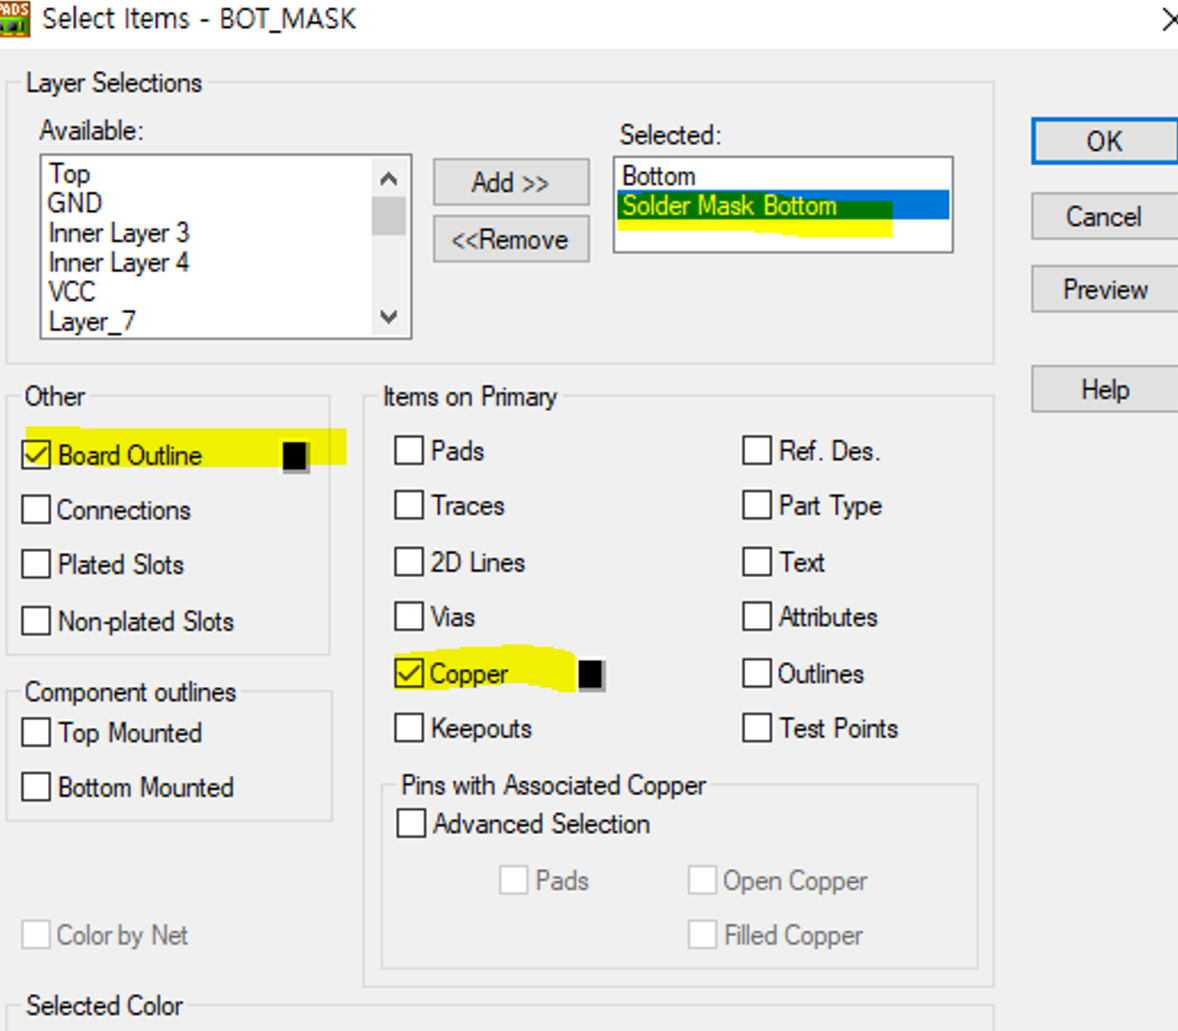 PADS
Select Items - BOT_MASK
Layer Selections
Available:
Top
GND
Inner Layer 3
Inner Layer 4
VCC
Layer_7
Add >>
<<Remove
Selected:
Bottom
Solder Mask Bottom
OK
Cancel
Preview
Help
Other
Board Outline
Connections
Plated Slots
Non-plated Slots
Component outlines
Top Mounted
Bottom Mounted
Color by Net
Items on Primary
Pads
Traces
2D Lines
Vias
Copper
Keepouts
Ref. Des.
Part Type
Text
Attributes
Outlines
Test Points
Pins with Associated Copper
Advanced Selection
Pads
Open Copper
Filled Copper
Selected Color